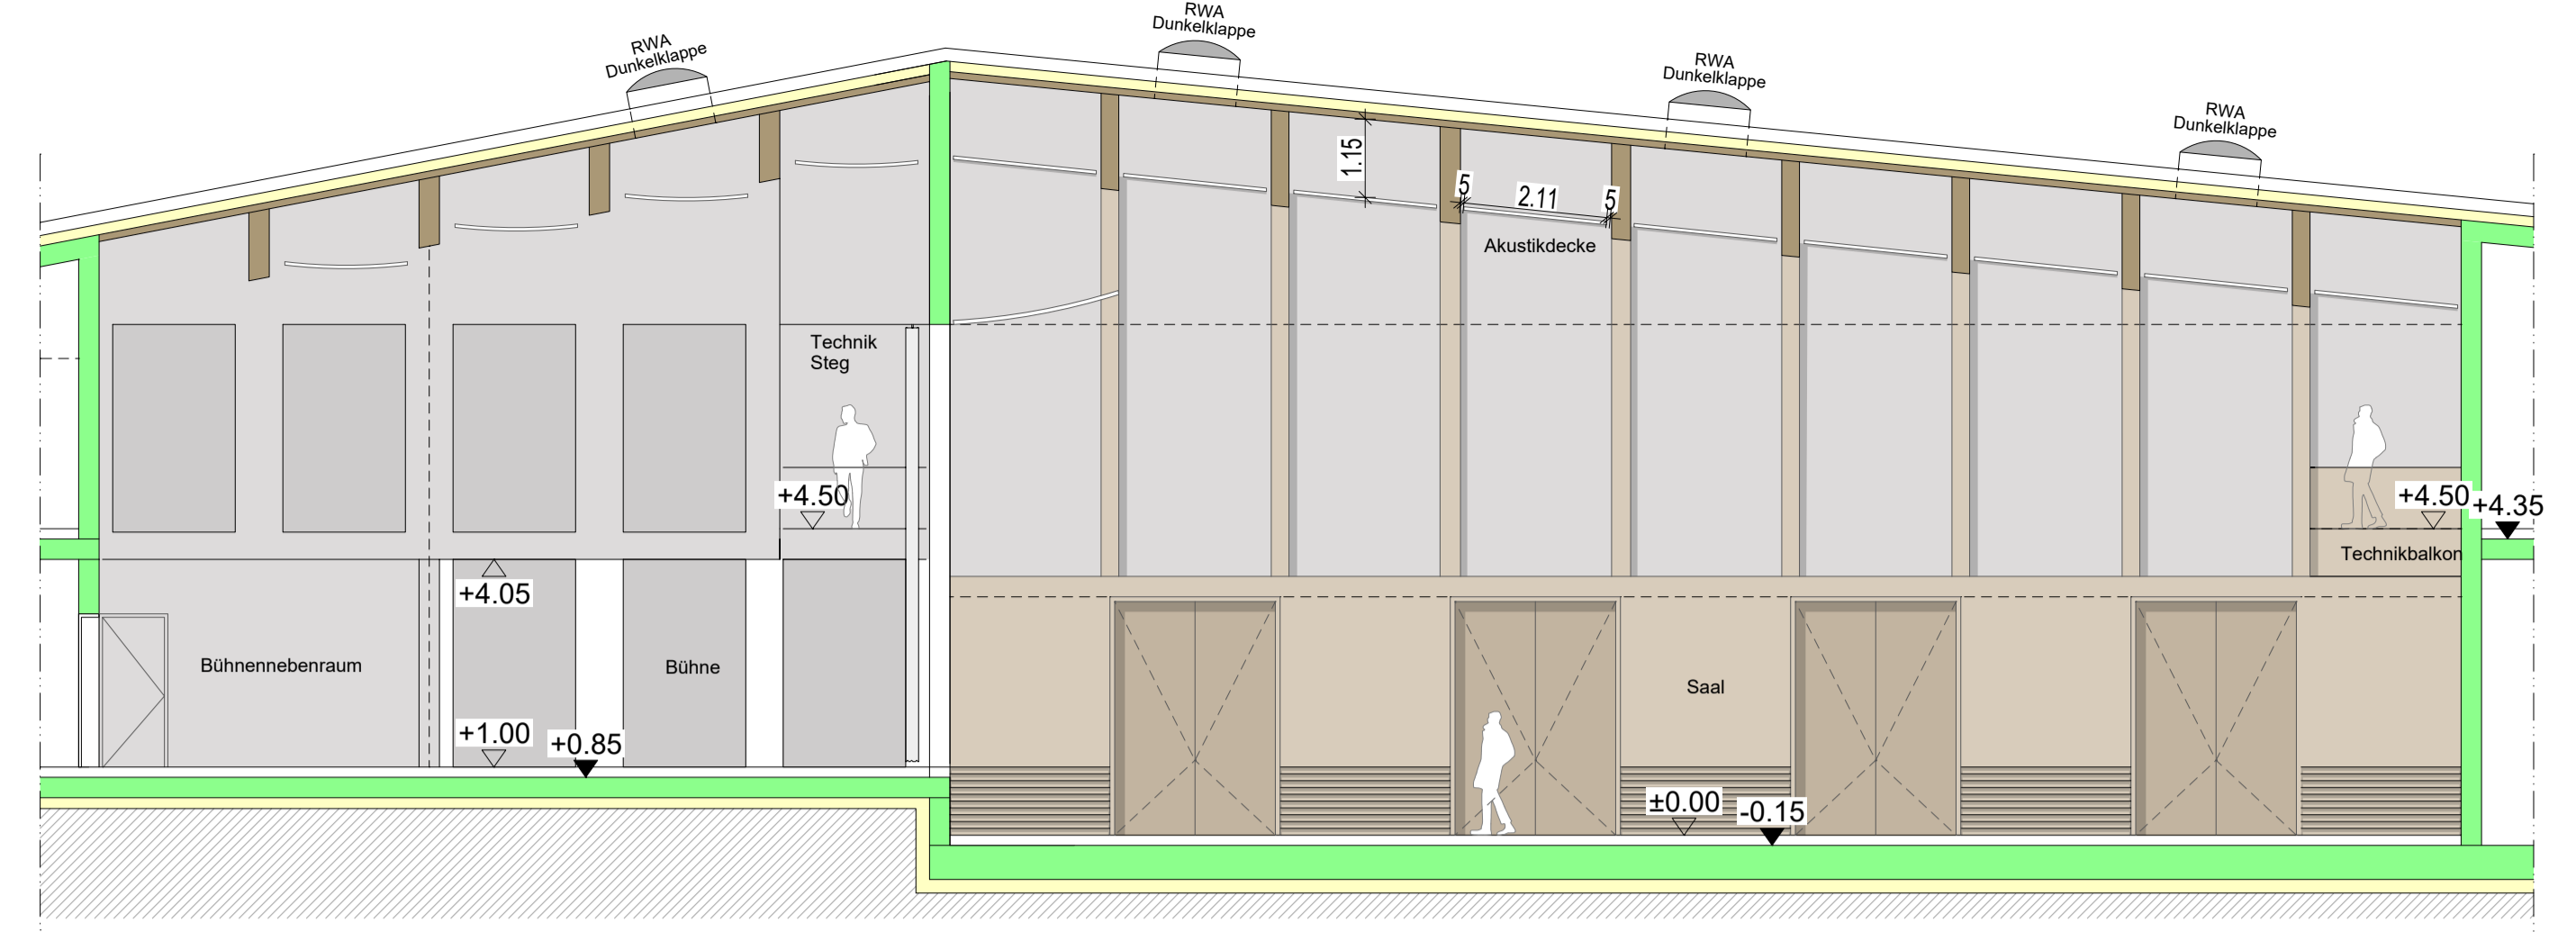 RWA
Dunkelklappe
RWA
Dunkelklappe
RWA
Dunkelklappe
RWA
Dunkelklappe
1.15
5
2.11
5
Akustikdecke
Technik
Steg
+4.50
+4.50
+4.35
Technikbalkon
+4.05
Bühnennebenraum
Bühne
Saal
+1.00
+0.85
±0.00
-0.15